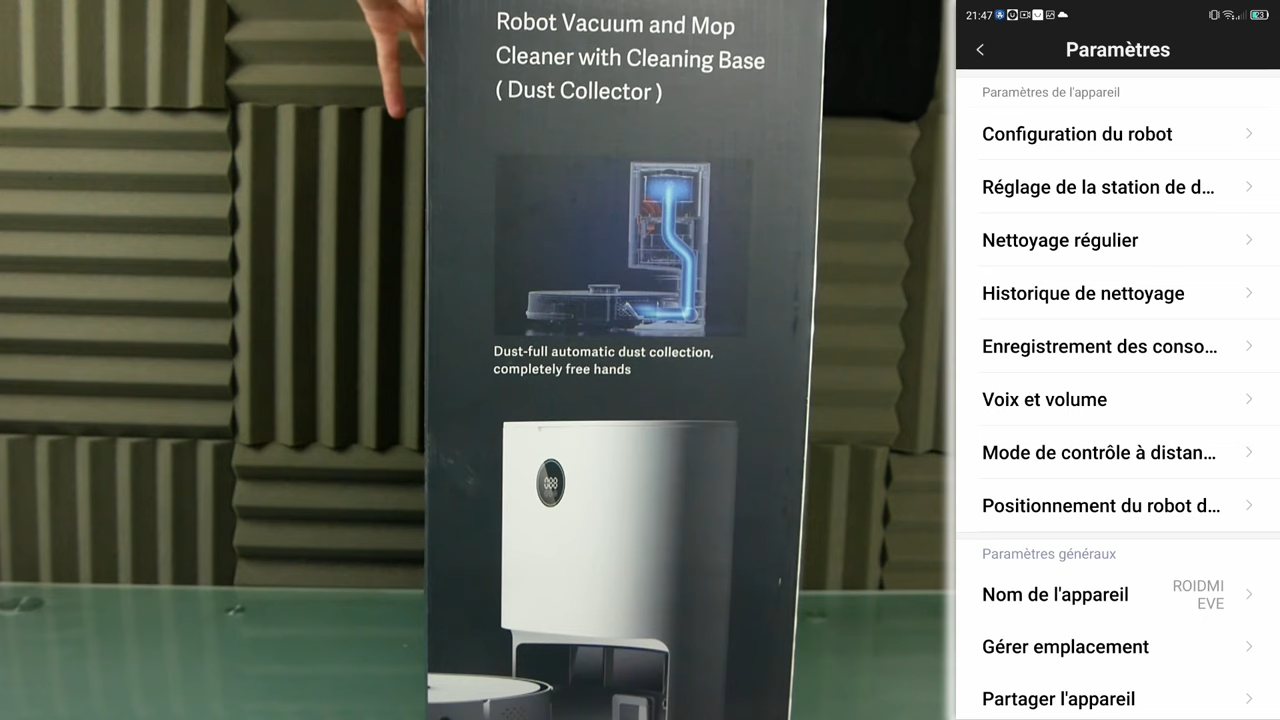 Robot Vacuum and Mop
Cleaner with Cleaning Base
( Dust Collector )
Dust-full automatic dust collection,
completely free hands
21:47
Paramètres
Paramètres de l'appareil
Configuration du robot
Réglage de la station de d...
Nettoyage régulier
Historique de nettoyage
Enregistrement des conso...
Voix et volume
Mode de contrôle à distan...
Positionnement du robot d...
Paramètres généraux
Nom de l'appareil
ROIDMI
EVE
Gérer emplacement
Partager l'appareil